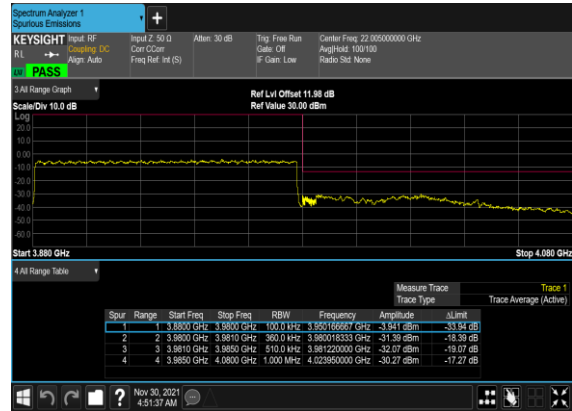 Spectrum Analyzer 1
Spurious Emissions
+
KEYSIGHT Input: RF Input Z: 50 Ω Atten: 30 dB Trig: Free Run Center Freq: 22.005000000 GHz
RL Coupling: DC Corr CCorr Gate: Off Avg|Hold: 100/100
Align: Auto Freq Ref: Int (S) IF Gain: Low Radio Std: None
LW PASS
3 All Range Graph
Ref Lvl Offset 11.98 dB
Scale/Div 10.0 dB Ref Value 30.00 dBm
Log
20.0
10.0
0.00
-10.0
-20.0
-30.0
-40.0
-50.0
-60.0
Start 3.880 GHz Stop 4.080 GHz
4 All Range Table
Measure Trace Trace 1
Trace Type Trace Average (Active)
Spur Range Start Freq Stop Freq RBW Frequency Amplitude ΔLimit
1 1 3.8800 GHz 3.9800 GHz 100.0 kHz 3.950166667 GHz -3.941 dBm -33.94 dB
2 2 3.9800 GHz 3.9810 GHz 360.0 kHz 3.980018333 GHz -31.39 dBm -18.39 dB
3 3 3.9810 GHz 3.9850 GHz 510.0 kHz 3.981220000 GHz -32.07 dBm -19.07 dB
4 4 3.9850 GHz 4.0800 GHz 1.000 MHz 4.023950000 GHz -30.27 dBm -17.27 dB
? Nov 30, 2021
4:51:37 AM